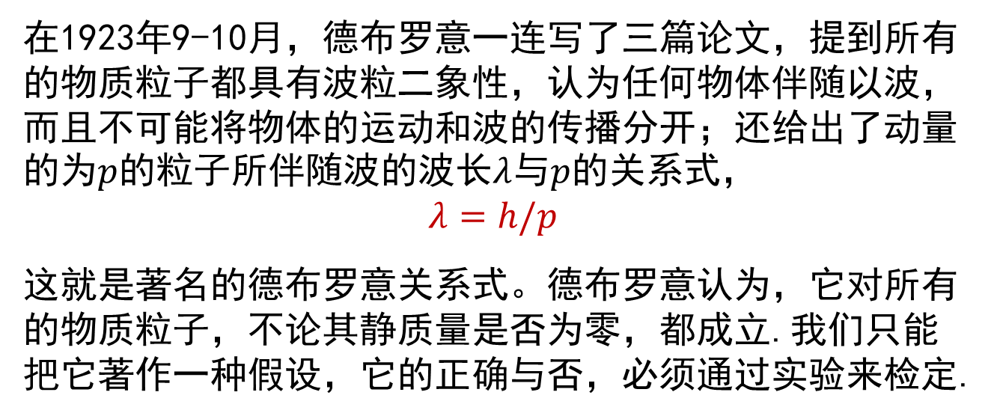 在1923年9-10月，德布罗意一连写了三篇论文，提到所有
的物质粒子都具有波粒二象性，认为任何物体伴随以波，
而且不可能将物体的运动和波的传播分开；还给出了动量
的为p的粒子所伴随波的波长λ与p的关系式，
λ = h/p
这就是著名的德布罗意关系式。德布罗意认为，它对所有
的物质粒子，不论其静质量是否为零，都成立.我们只能
把它著作一种假设，它的正确与否，必须通过实验来检定.